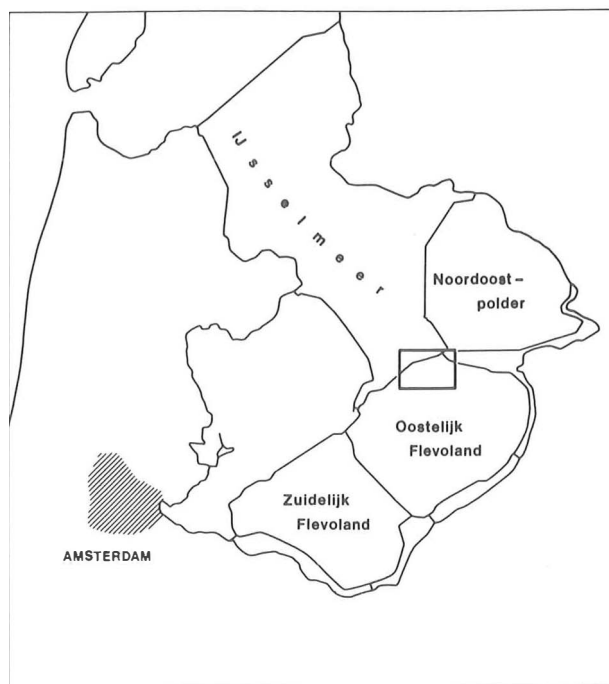 IJsselmeer
Noordoost-
polder
Oostelijk
Flevoland
Zuidelijk
Flevoland
AMSTERDAM